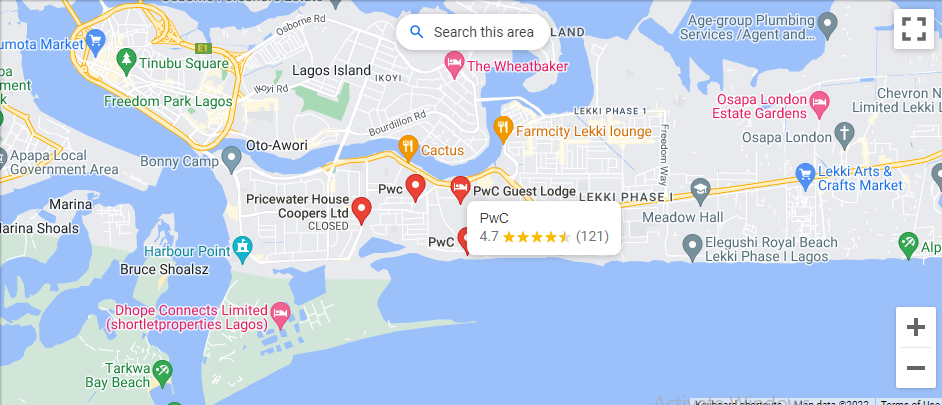 Osborne Rd
Search this area
LAND
Age-group Plumbing
Services /Agent and...
umota Market
E1
Tinubu Square
Lagos Island
IKOYI
The Wheatbaker
Ikoyi Rd
Freedom Park Lagos
Bourdillon Rd
LEKKI PHASE 1
Osapa London
Estate Gardens
Chevron N
Limited Lekki
Farmcity Lekki lounge
Freedom Way
Osapa London
Oto-Awori
Cactus
Apapa Local
Government Area
Bonny Camp
Lekki Arts &
Crafts Market
Pwc
PwC Guest Lodge
LEKKI PHASE I
Pricewater House
Coopers Ltd
CLOSED
Marina
Marina Shoals
PwC
4.7
(121)
Meadow Hall
PwC
Harbour Point
Bruce Shoalsz
Elegushi Royal Beach
Lekki Phase I Lagos
Alp
Dhope Connects Limited
(shortletproperties Lagos)
Tarkwa
Bay Beach
Map data ©2022
Terms of Use